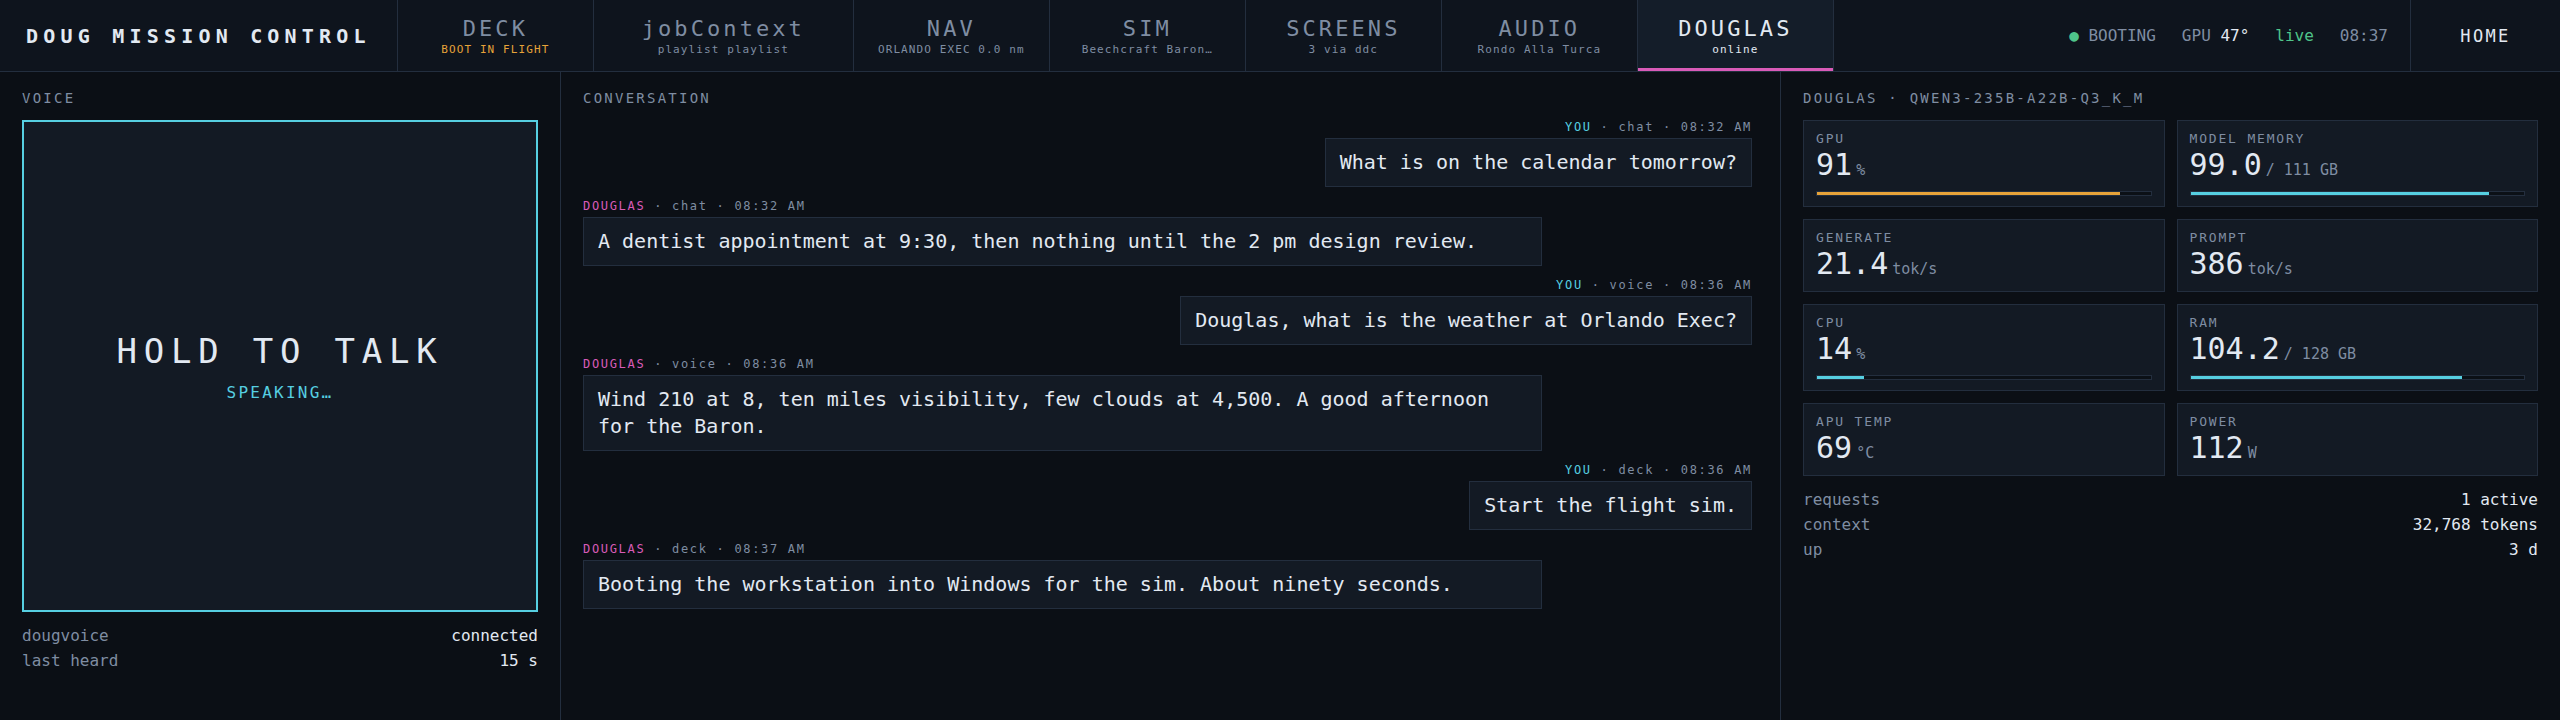 DOUG MISSION CONTROL
DECK
BOOT IN FLIGHT
jobContext
playlist playlist
NAV
ORLANDO EXEC 0.0 nm
SIM
Beechcraft Baron…
SCREENS
3 via ddc
AUDIO
Rondo Alla Turca
DOUGLAS
online
BOOTING GPU 47° live 08:37
HOME
VOICE
HOLD TO TALK
SPEAKING…
dougvoice connected
last heard 15 s
CONVERSATION
YOU · chat · 08:32 AM
What is on the calendar tomorrow?
DOUGLAS · chat · 08:32 AM
A dentist appointment at 9:30, then nothing until the 2 pm design review.
YOU · voice · 08:36 AM
Douglas, what is the weather at Orlando Exec?
DOUGLAS · voice · 08:36 AM
Wind 210 at 8, ten miles visibility, few clouds at 4,500. A good afternoon
for the Baron.
YOU · deck · 08:36 AM
Start the flight sim.
DOUGLAS · deck · 08:37 AM
Booting the workstation into Windows for the sim. About ninety seconds.
DOUGLAS · QWEN3-235B-A22B-Q3_K_M
GPU
91 %
MODEL MEMORY
99.0 / 111 GB
GENERATE
21.4 tok/s
PROMPT
386 tok/s
CPU
14 %
RAM
104.2 / 128 GB
APU TEMP
69 °C
POWER
112 W
requests 1 active
context 32,768 tokens
up 3 d